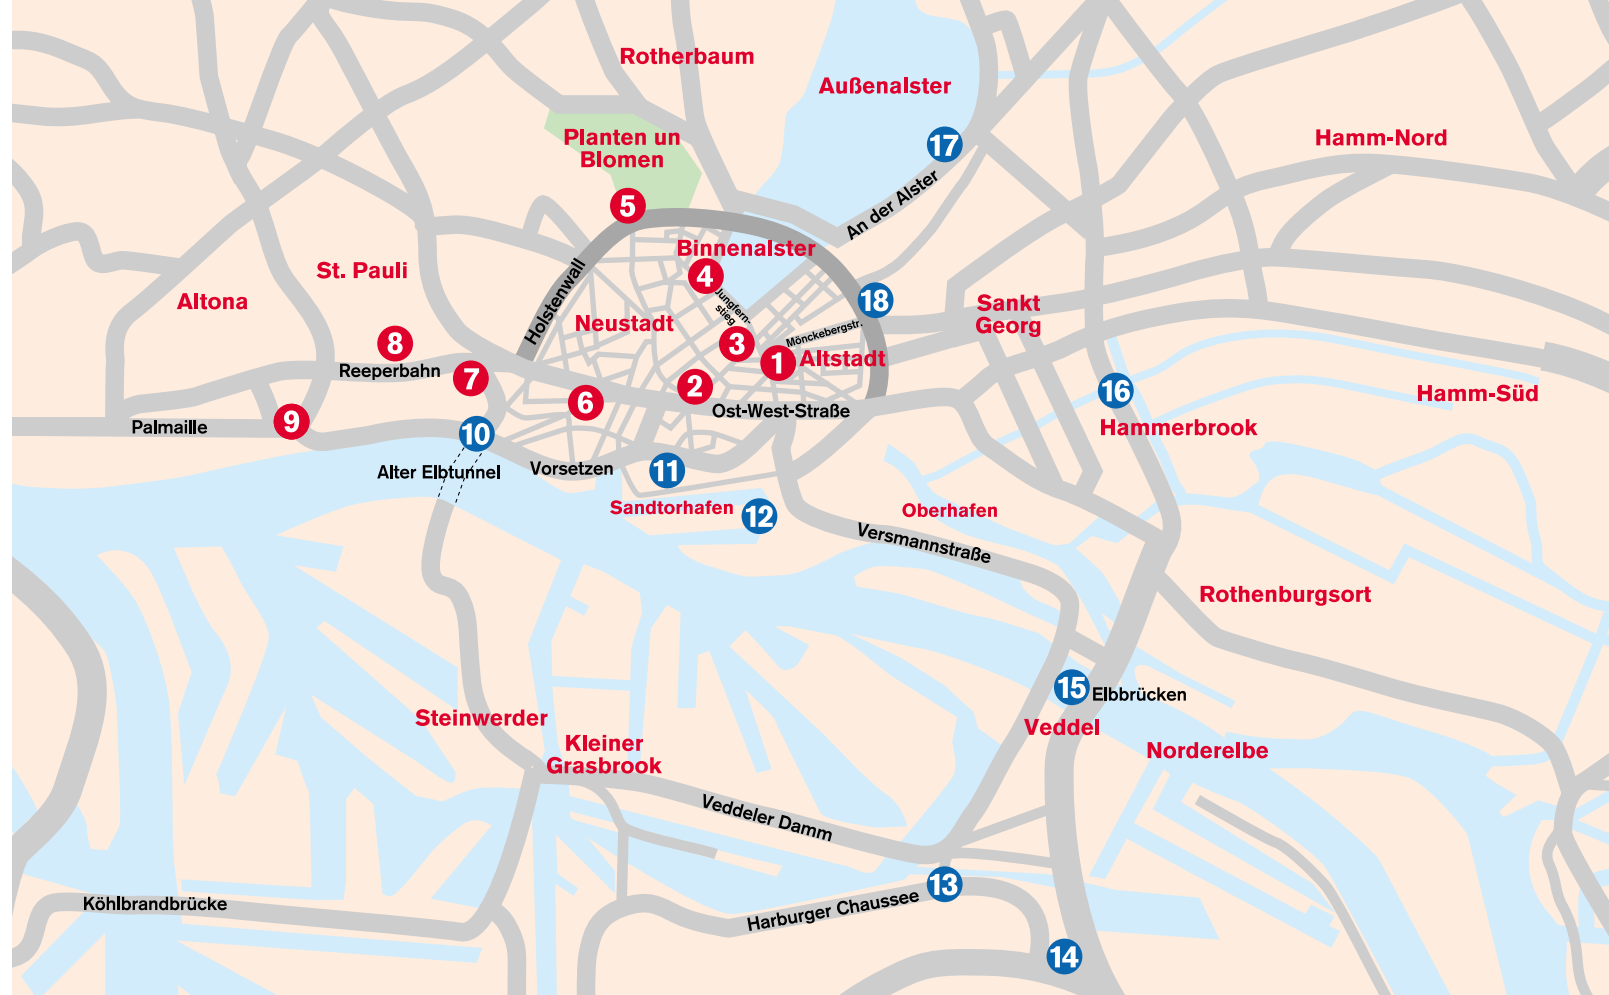 Rotherbaum
Außenalster
Planten un
Blomen
17
Hamm-Nord
An der Alster
5
Binnenalster
St. Pauli
4
Altona
Holstenwall
Jungfern-
stieg
18
Sankt
Georg
Neustadt
Mönckebergstr.
8
3
1
Altstadt
Reeperbahn
7
2
16
Hamm-Süd
6
Ost-West-Straße
9
Palmaille
10
Hammerbrook
Alter Elbtunnel
Vorsetzen
11
Sandtorhafen
12
Oberhafen
Versmannstraße
Rothenburgsort
15
Elbbrücken
Steinwerder
Veddel
Kleiner
Grasbrook
Norderelbe
Veddeler Damm
13
Köhlbrandbrücke
Harburger Chaussee
14